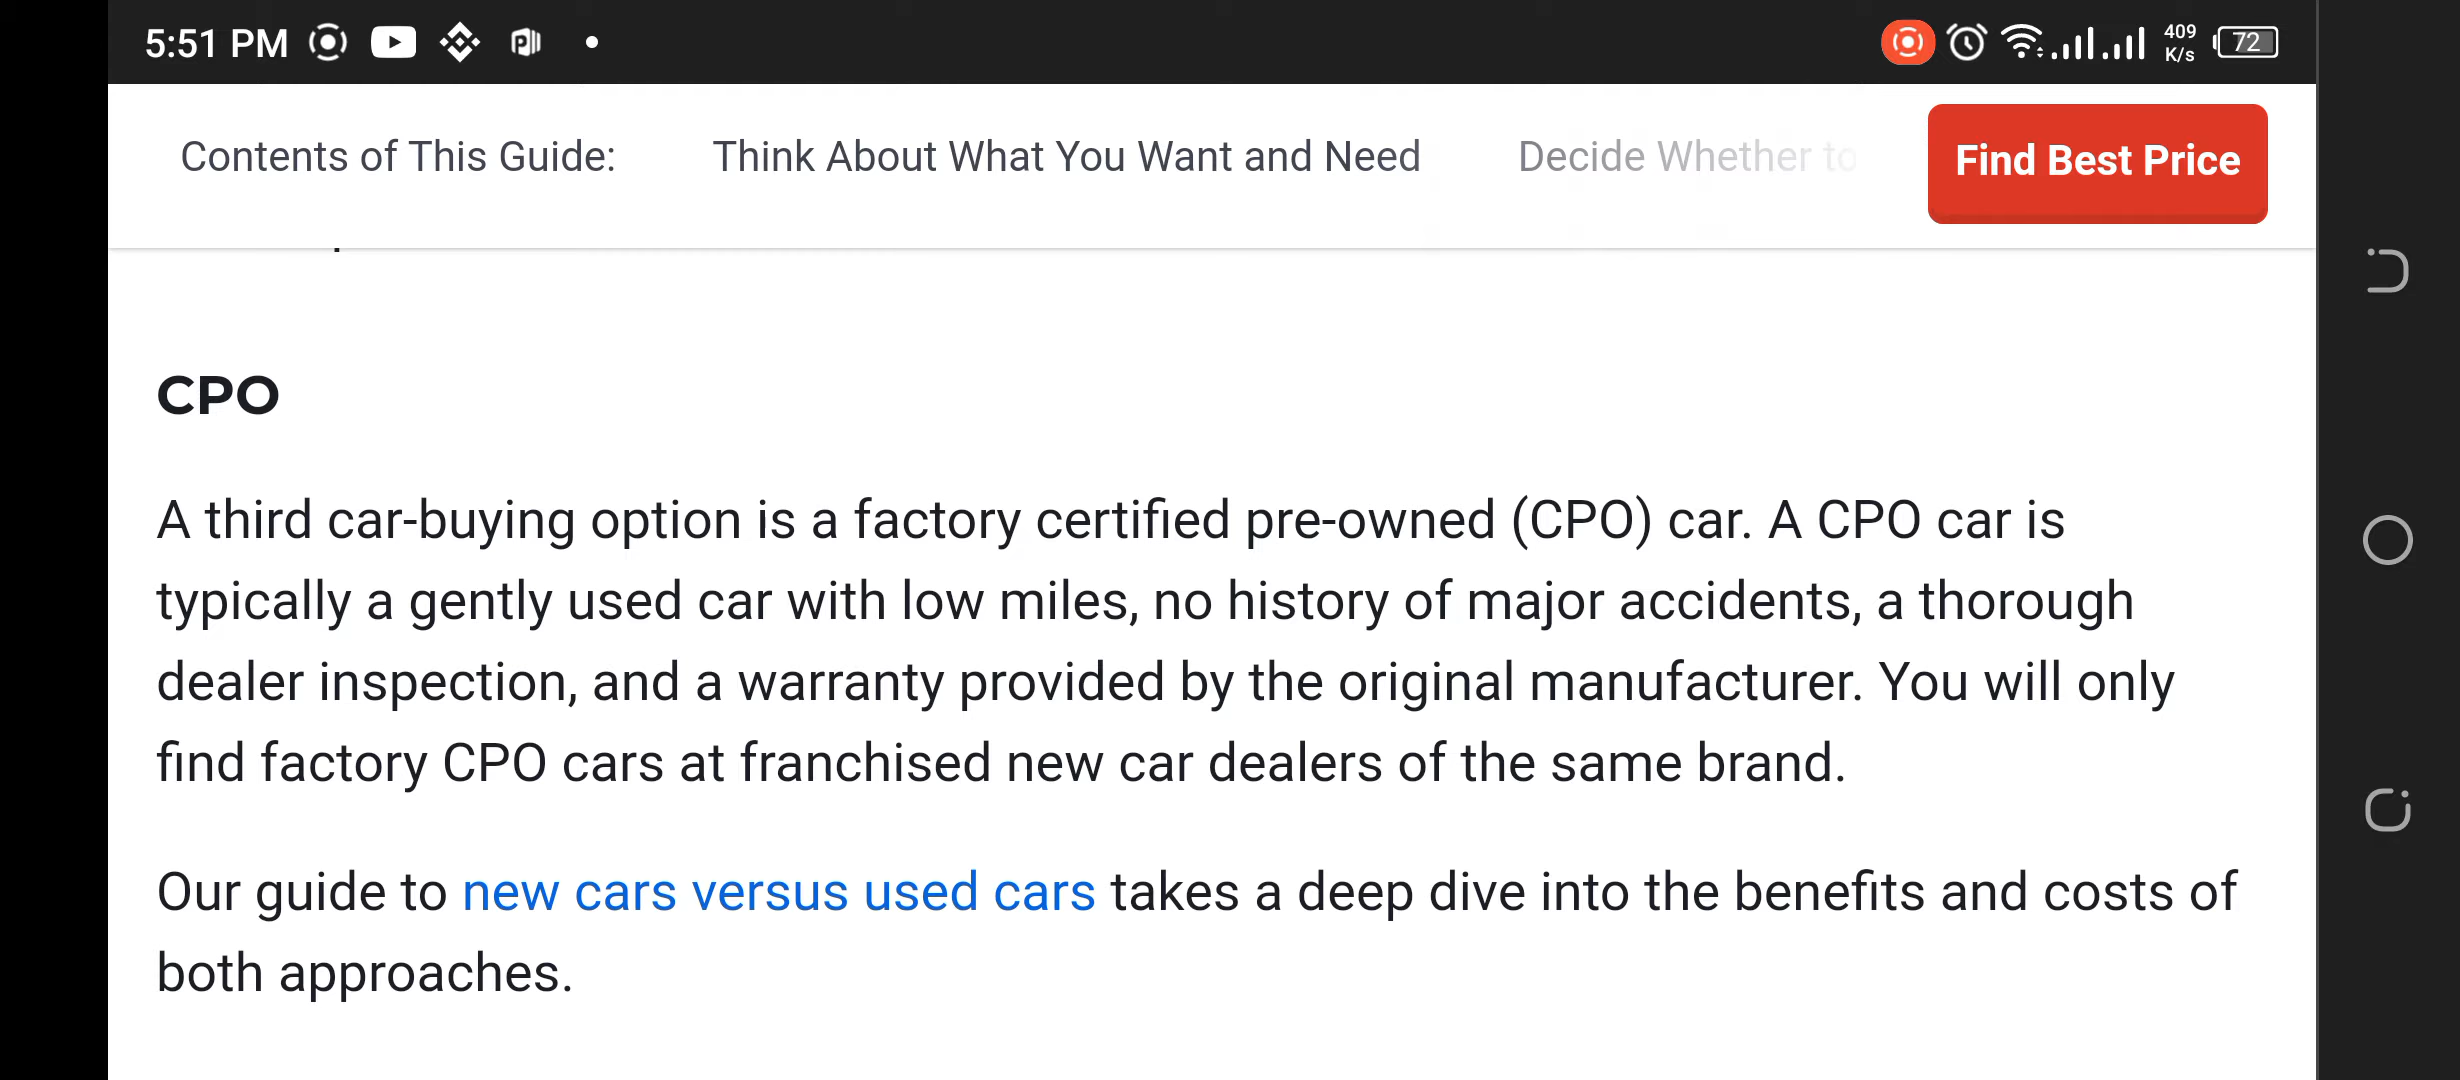 5:51 PM
409
K/s
72
Contents of This Guide: Think About What You Want and Need Decide Whether to
Find Best Price
CPO
A third car-buying option is a factory certified pre-owned (CPO) car. A CPO car is
typically a gently used car with low miles, no history of major accidents, a thorough
dealer inspection, and a warranty provided by the original manufacturer. You will only
find factory CPO cars at franchised new car dealers of the same brand.
Our guide to new cars versus used cars takes a deep dive into the benefits and costs of
both approaches.